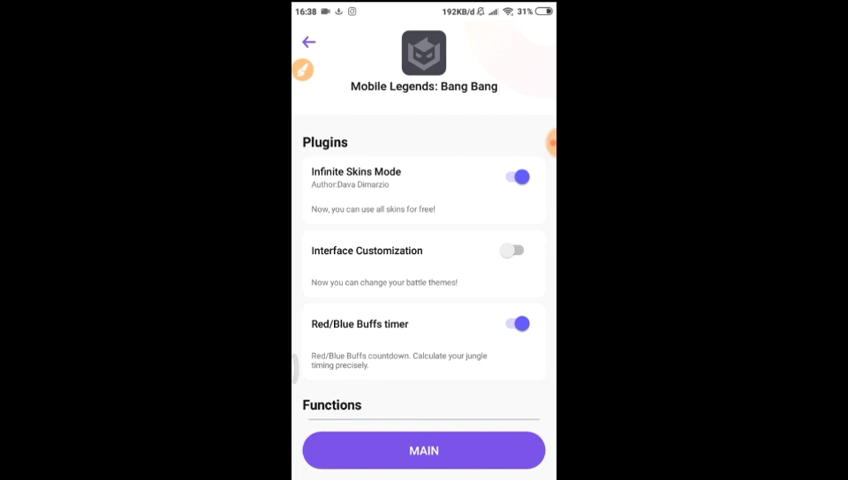 16:38 192KB/d 31%
Mobile Legends: Bang Bang
Plugins
Infinite Skins Mode
Author:Dava Dimarzio
Now, you can use all skins for free!
Interface Customization
Now you can change your battle themes!
Red/Blue Buffs timer
Red/Blue Buffs countdown. Calculate your jungle
timing precisely.
Functions
MAIN